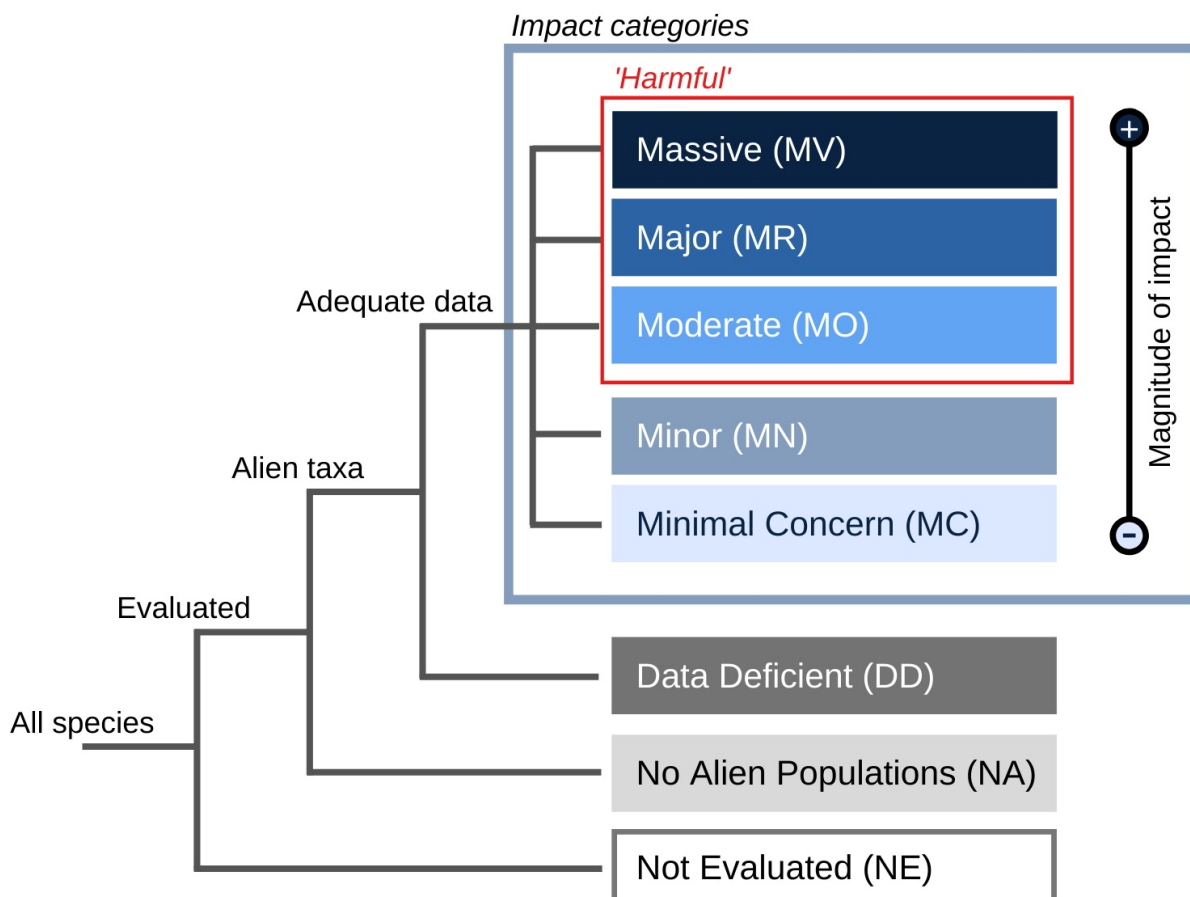 Impact categories
'Harmful'
Massive (MV)
+
Major (MR)
Magnitude of impact
Adequate data
Moderate (MO)
Minor (MN)
Alien taxa
Minimal Concern (MC)
-
Evaluated
Data Deficient (DD)
All species
No Alien Populations (NA)
Not Evaluated (NE)